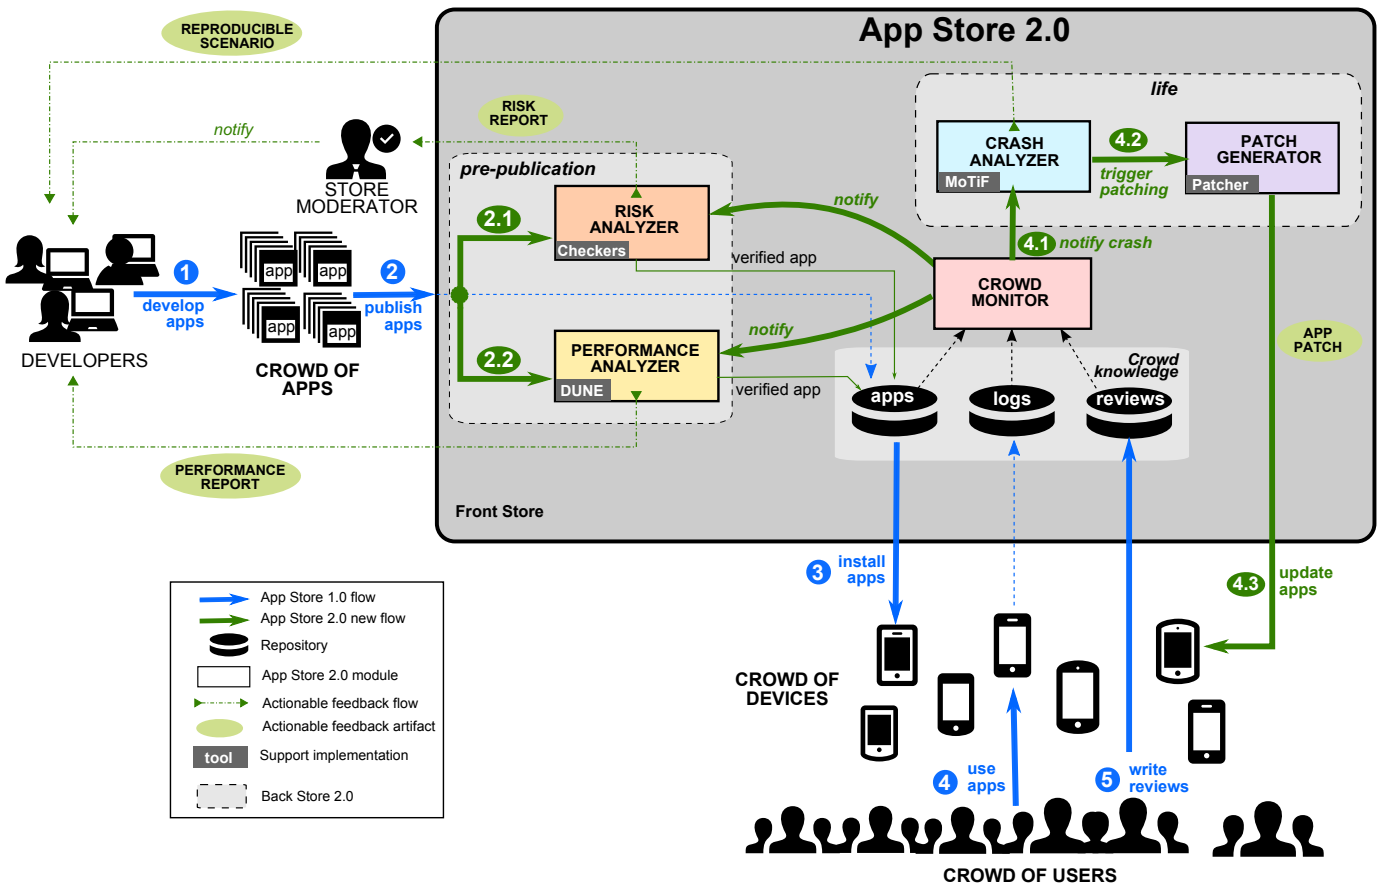 App Store 2.0
REPRODUCIBLE
SCENARIO
life
RISK
REPORT
notify
CRASH
ANALYZER
MoTiF
4.2
trigger
patching
PATCH
GENERATOR
Patcher
pre-publication
STORE
MODERATOR
2.1
RISK
ANALYZER
Checkers
notify
4.1
notify crash
verified app
CROWD
MONITOR
1
develop
apps
app
app
app
app
2
publish
apps
DEVELOPERS
CROWD OF
APPS
2.2
PERFORMANCE
ANALYZER
DUNE
notify
verified app
Crowd
knowledge
apps
logs
reviews
APP
PATCH
PERFORMANCE
REPORT
Front Store
3
install
apps
4.3
update
apps
App Store 1.0 flow
App Store 2.0 new flow
Repository
App Store 2.0 module
Actionable feedback flow
Actionable feedback artifact
tool
Support implementation
Back Store 2.0
CROWD OF
DEVICES
4
use
apps
5
write
reviews
CROWD OF USERS